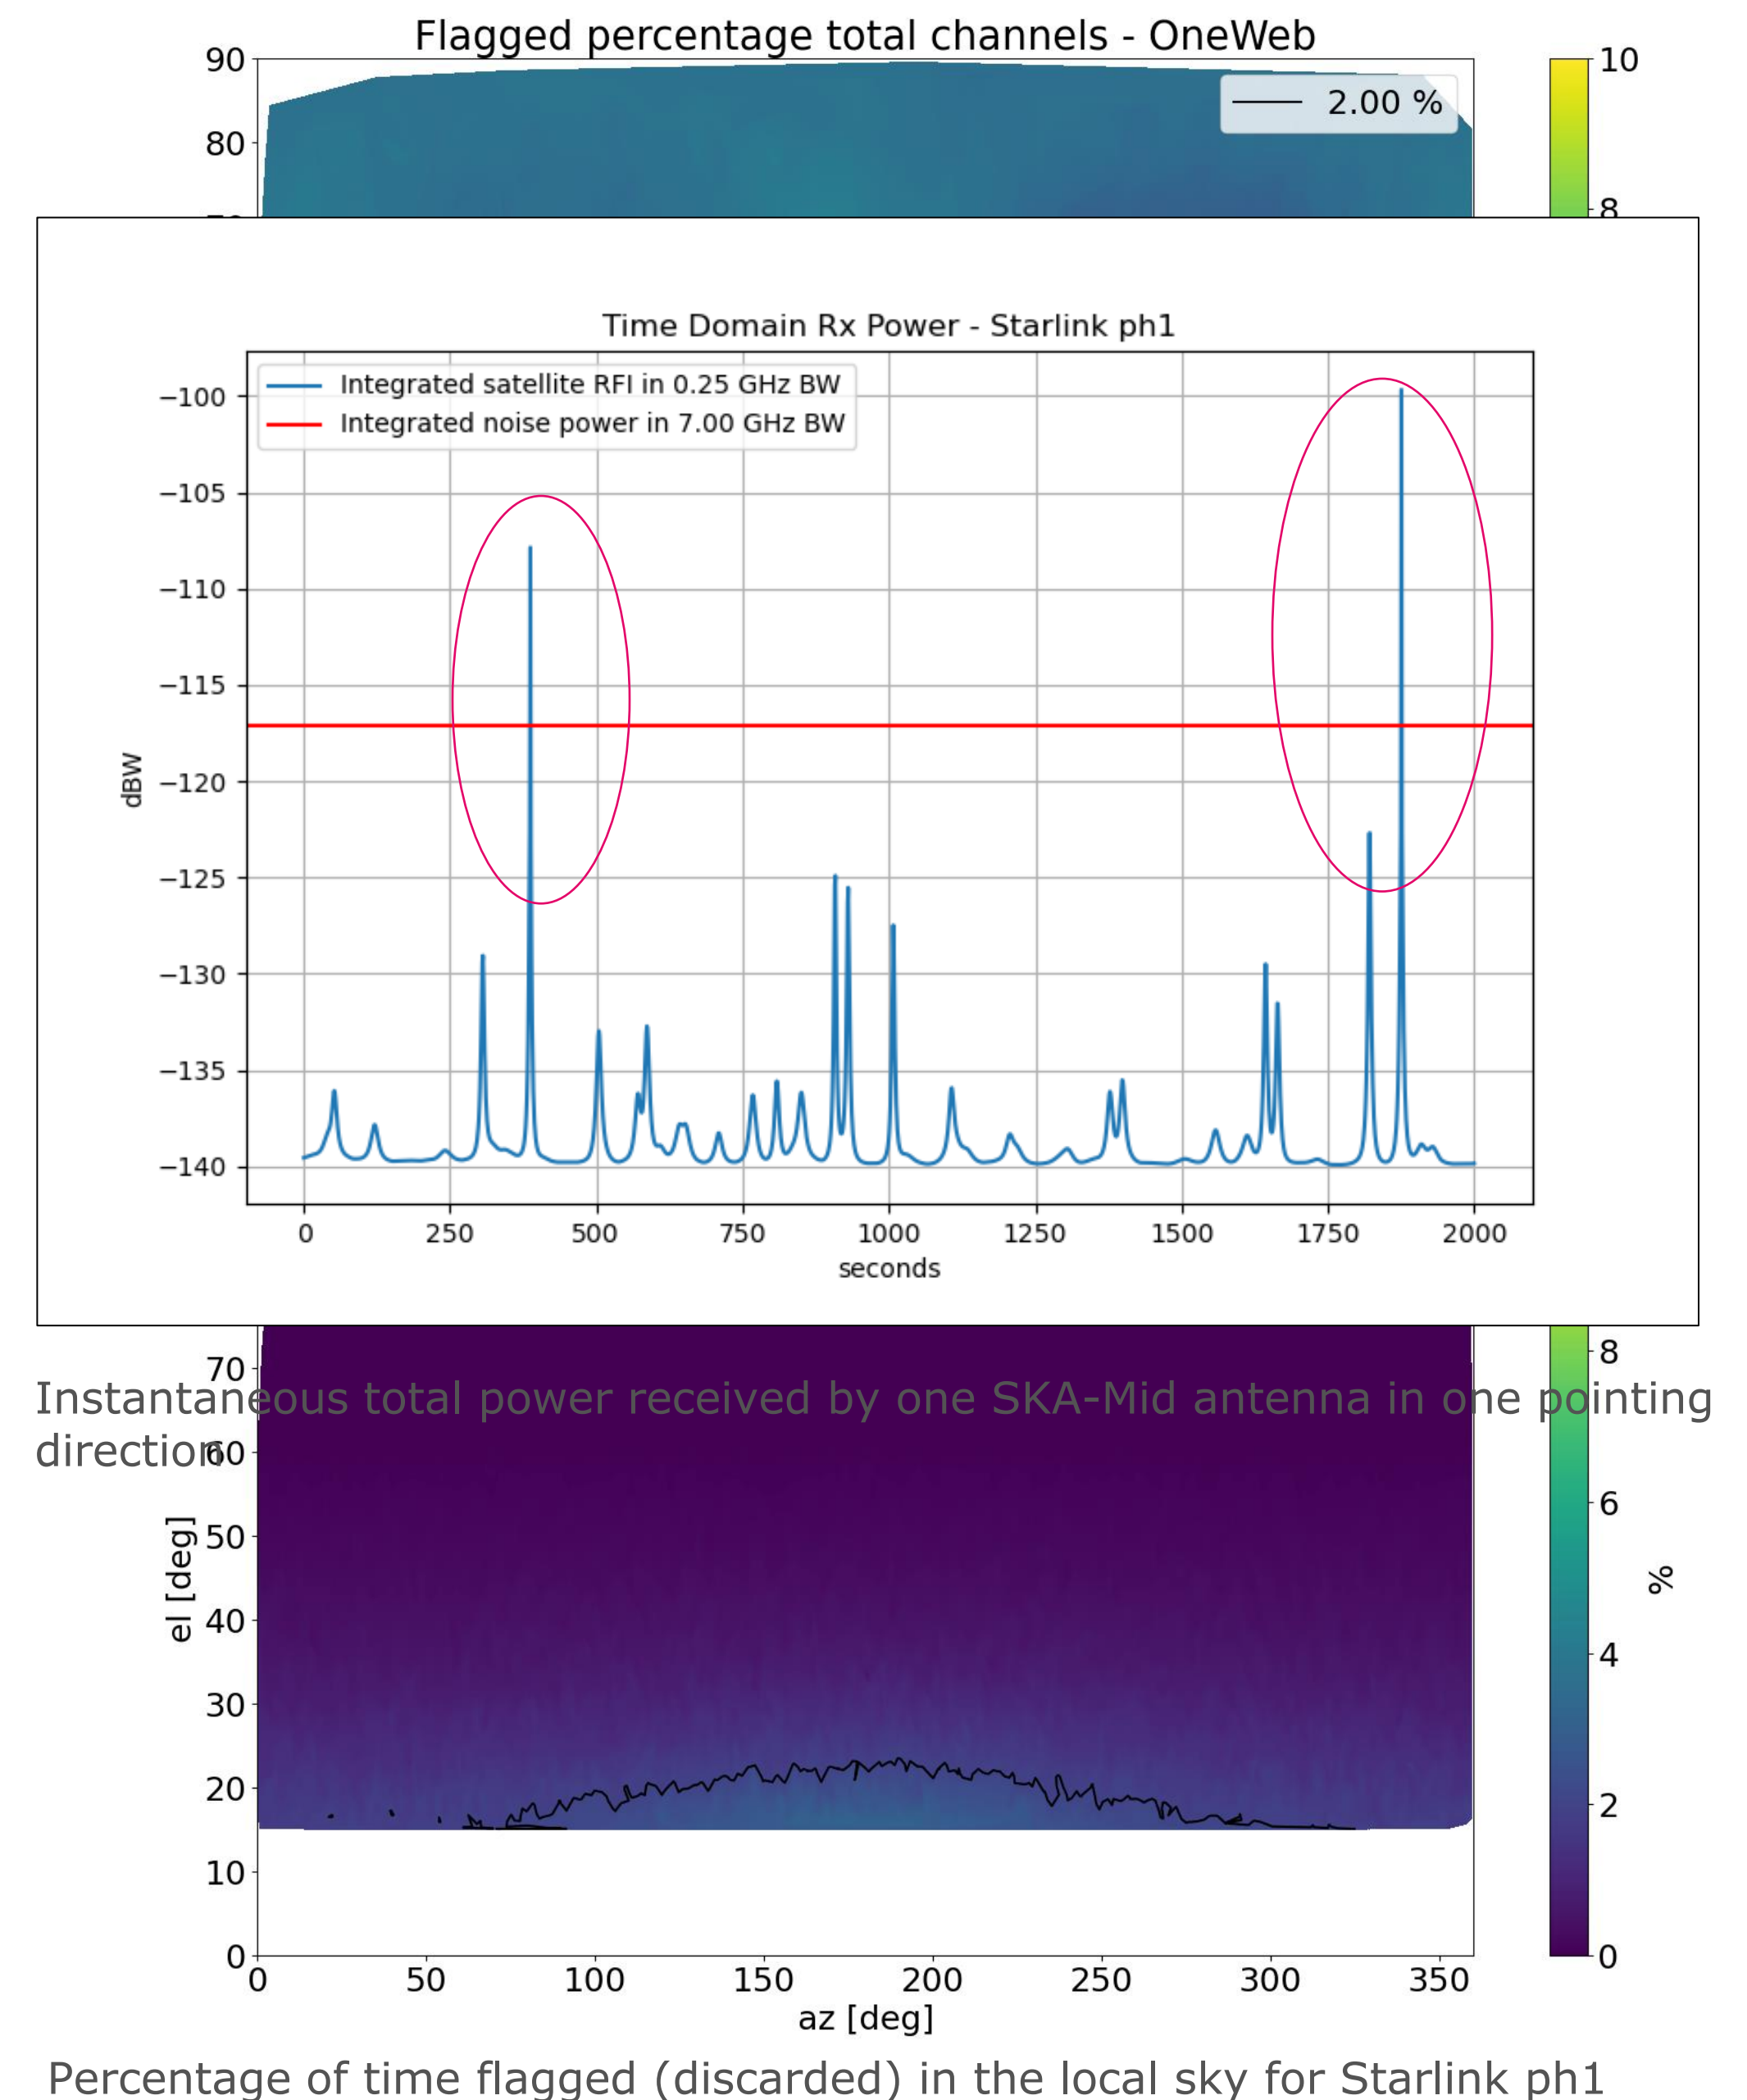 Flagged percentage total channels - OneWeb
90
80
2.00 %
10
8
Time Domain Rx Power - Starlink ph1
Integrated satellite RFI in 0.25 GHz BW
Integrated noise power in 7.00 GHz BW
−100
−105
−110
−115
−120
−125
−130
−135
−140
dBW
0 250 500 750 1000 1250 1500 1750 2000
seconds
Instantaneous total power received by one SKA-Mid antenna in one pointing
direction
70
60
50
40
30
20
10
0
el [deg]
8
6
4
2
0
%
0 50 100 150 200 250 300 350
az [deg]
Percentage of time flagged (discarded) in the local sky for Starlink ph1